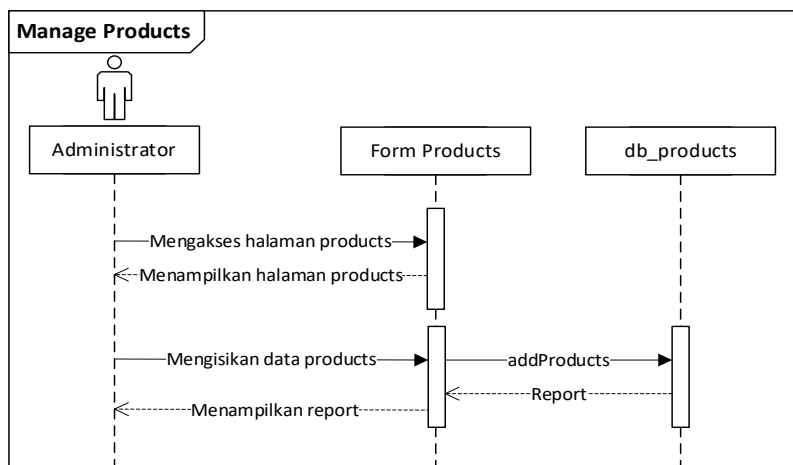 Manage Products
Administrator
Form Products
db_products
Mengakses halaman products
Menampilkan halaman products
Mengisikan data products
addProducts
Report
Menampilkan report